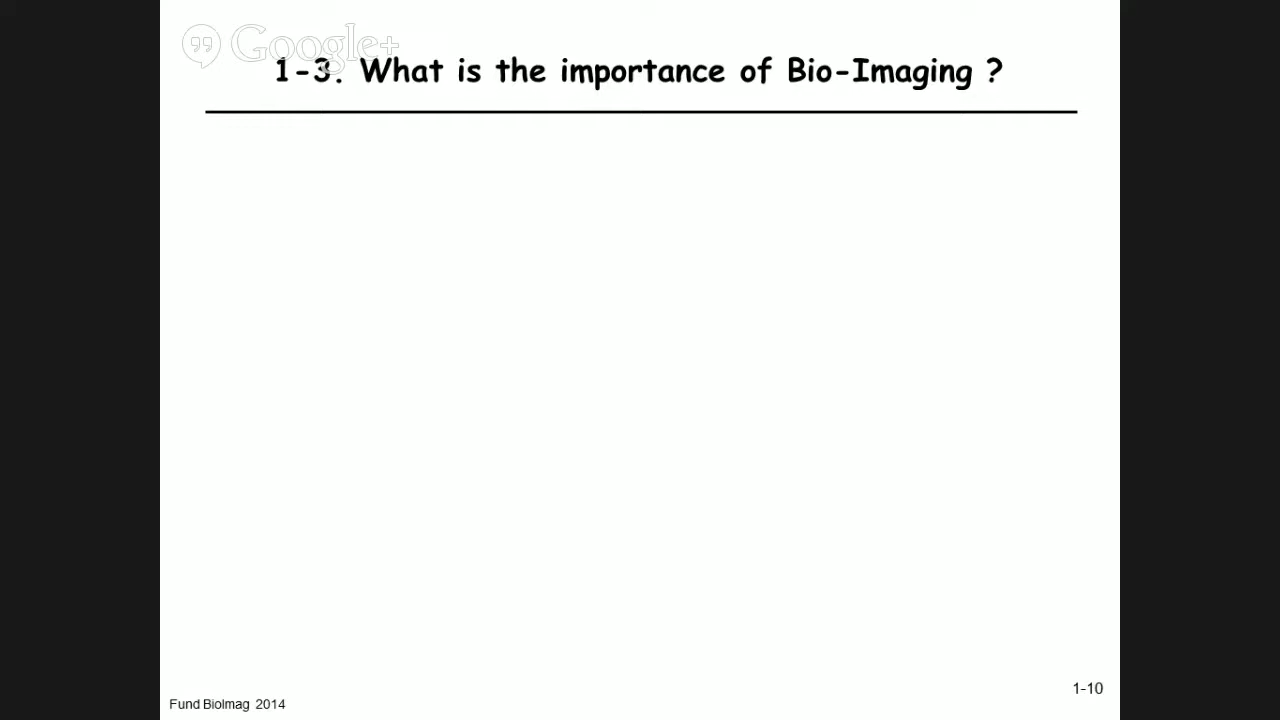 Google+
1-3. What is the importance of Bio-Imaging ?
1-10
Fund BioImag 2014